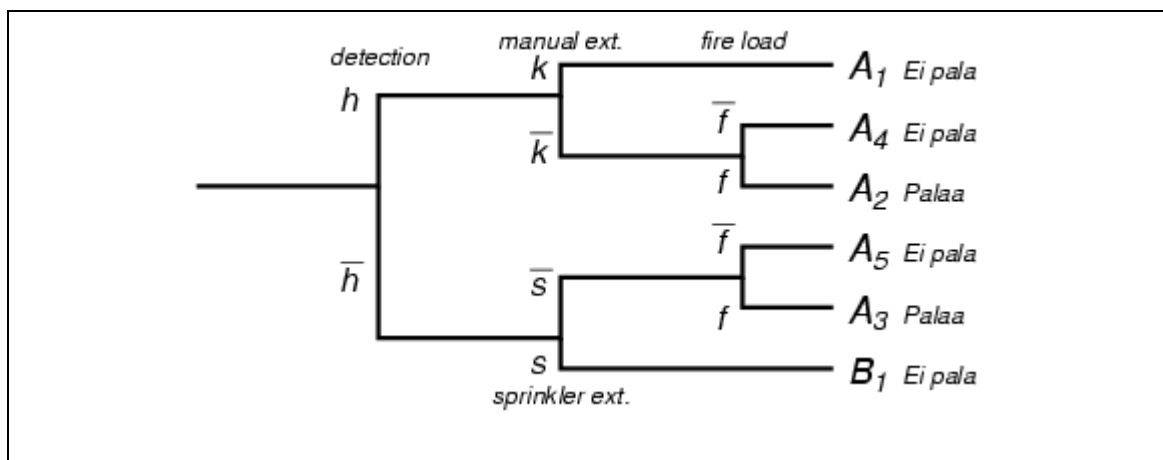 detection
manual ext.
fire load
h
k
A1 Ei pala
k̅
f̅
A4 Ei pala
f
A2 Palaa
h̅
s̅
f̅
A5 Ei pala
f
A3 Palaa
s
B1 Ei pala
sprinkler ext.